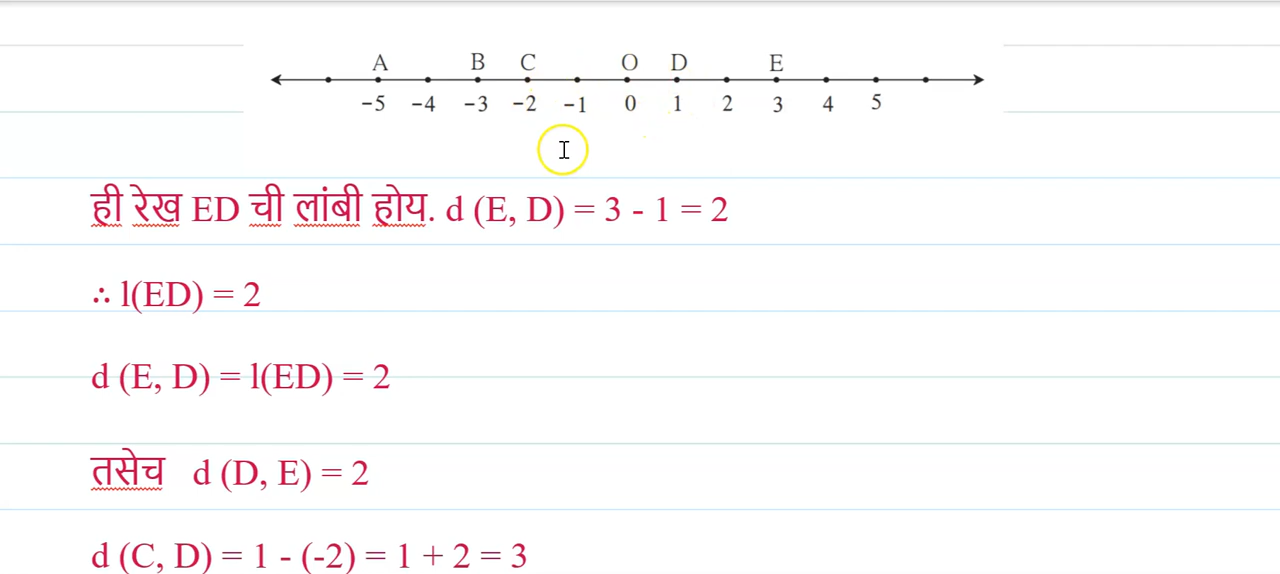 A B C O D E
-5 -4 -3 -2 -1 0 1 2 3 4 5
ही रेख ED ची लांबी होय. d (E, D) = 3 - 1 = 2
∴ l(ED) = 2
d (E, D) = l(ED) = 2
तसेच d (D, E) = 2
d (C, D) = 1 - (-2) = 1 + 2 = 3